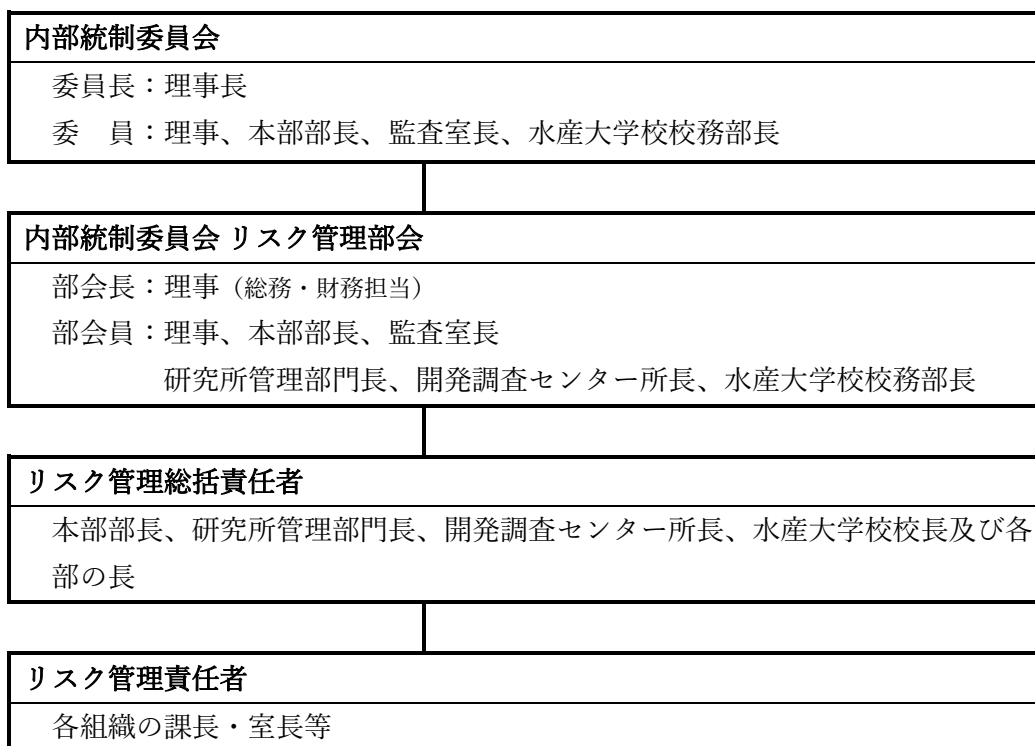 内部統制委員会
委員長：理事長
委　員：理事、本部部長、監査室長、水産大学校校務部長
内部統制委員会 リスク管理部会
部会長：理事（総務・財務担当）
部会員：理事、本部部長、監査室長
研究所管理部門長、開発調査センター所長、水産大学校校務部長
リスク管理総括責任者
本部部長、研究所管理部門長、開発調査センター所長、水産大学校校長及び各
部の長
リスク管理責任者
各組織の課長・室長等